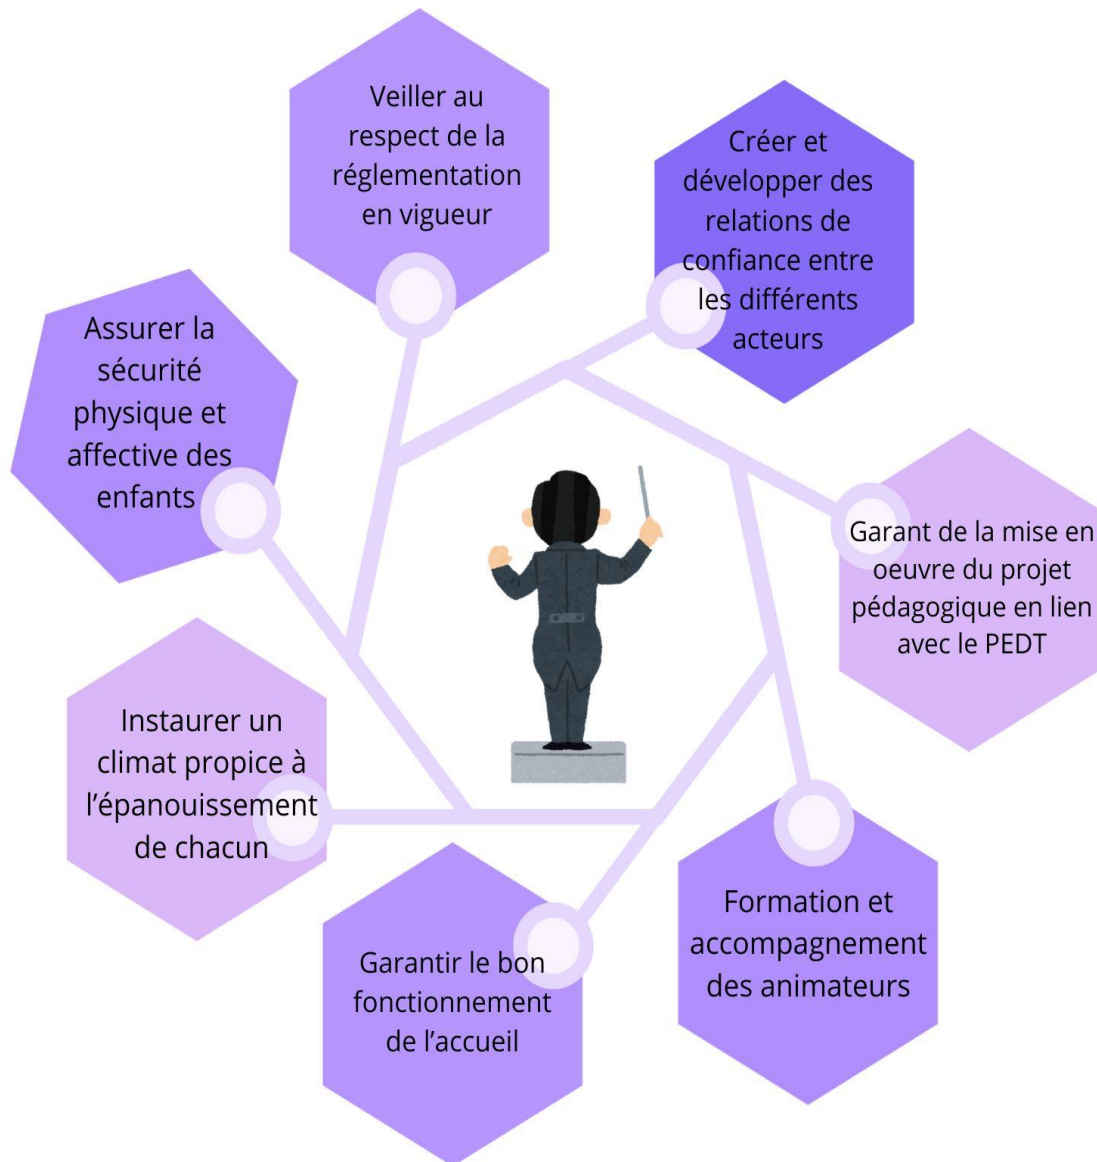 Veiller au
respect de la
réglementation
en vigueur
Créer et
développer des
relations de
confiance entre
les différents
acteurs
Assurer la
sécurité
physique et
affective des
enfants
Garant de la mise en
oeuvre du projet
pédagogique en lien
avec le PEDT
Instaurer un
climat propice à
l’épanouissement
de chacun
Formation et
accompagnement
des animateurs
Garantir le bon
fonctionnement
de l’accueil